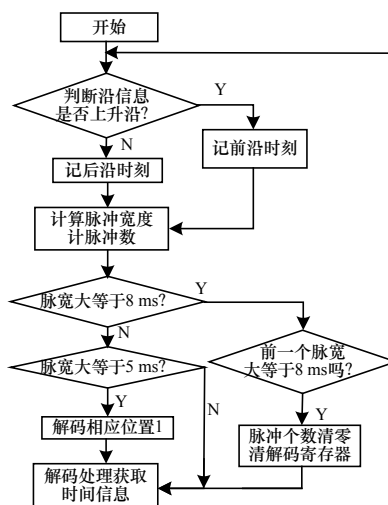 开始
判断沿信息
是否上升沿?
Y
N
记前沿时刻
记后沿时刻
计算脉冲宽度
计脉冲数
脉宽大等于8 ms?
Y
N
脉宽大等于5 ms?
前一个脉宽
大等于8 ms吗?
Y
N
Y
解码相应位置1
脉冲个数清零
清解码寄存器
解码处理获取
时间信息